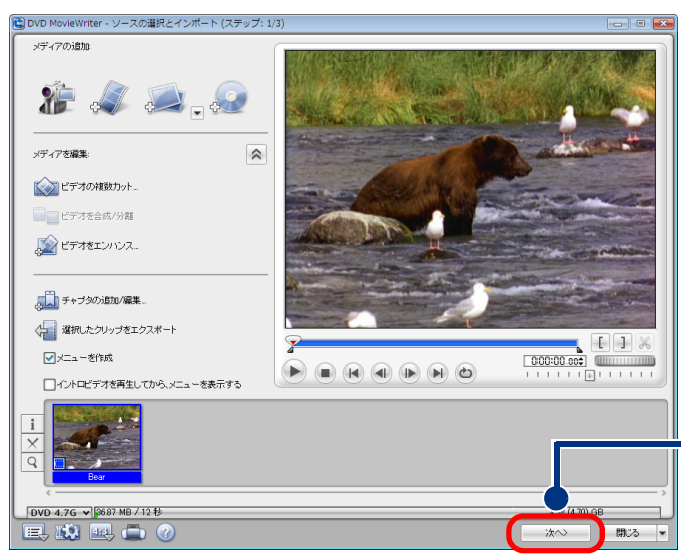 DVD MovieWriter - ソースの選択とインポート (ステップ: 1/3)
メディアの追加:
メディアを編集:
ビデオの複数カット...
ビデオを合成/分離
ビデオをエンハンス...
チャプタの追加/編集...
選択したクリップをエクスポート
メニューを作成
イントロビデオを再生してから、メニューを表示する
0:00:00.00
Bear
DVD 4.7G
36.87 MB / 12 秒
(4.70) GB
次へ>
閉じる